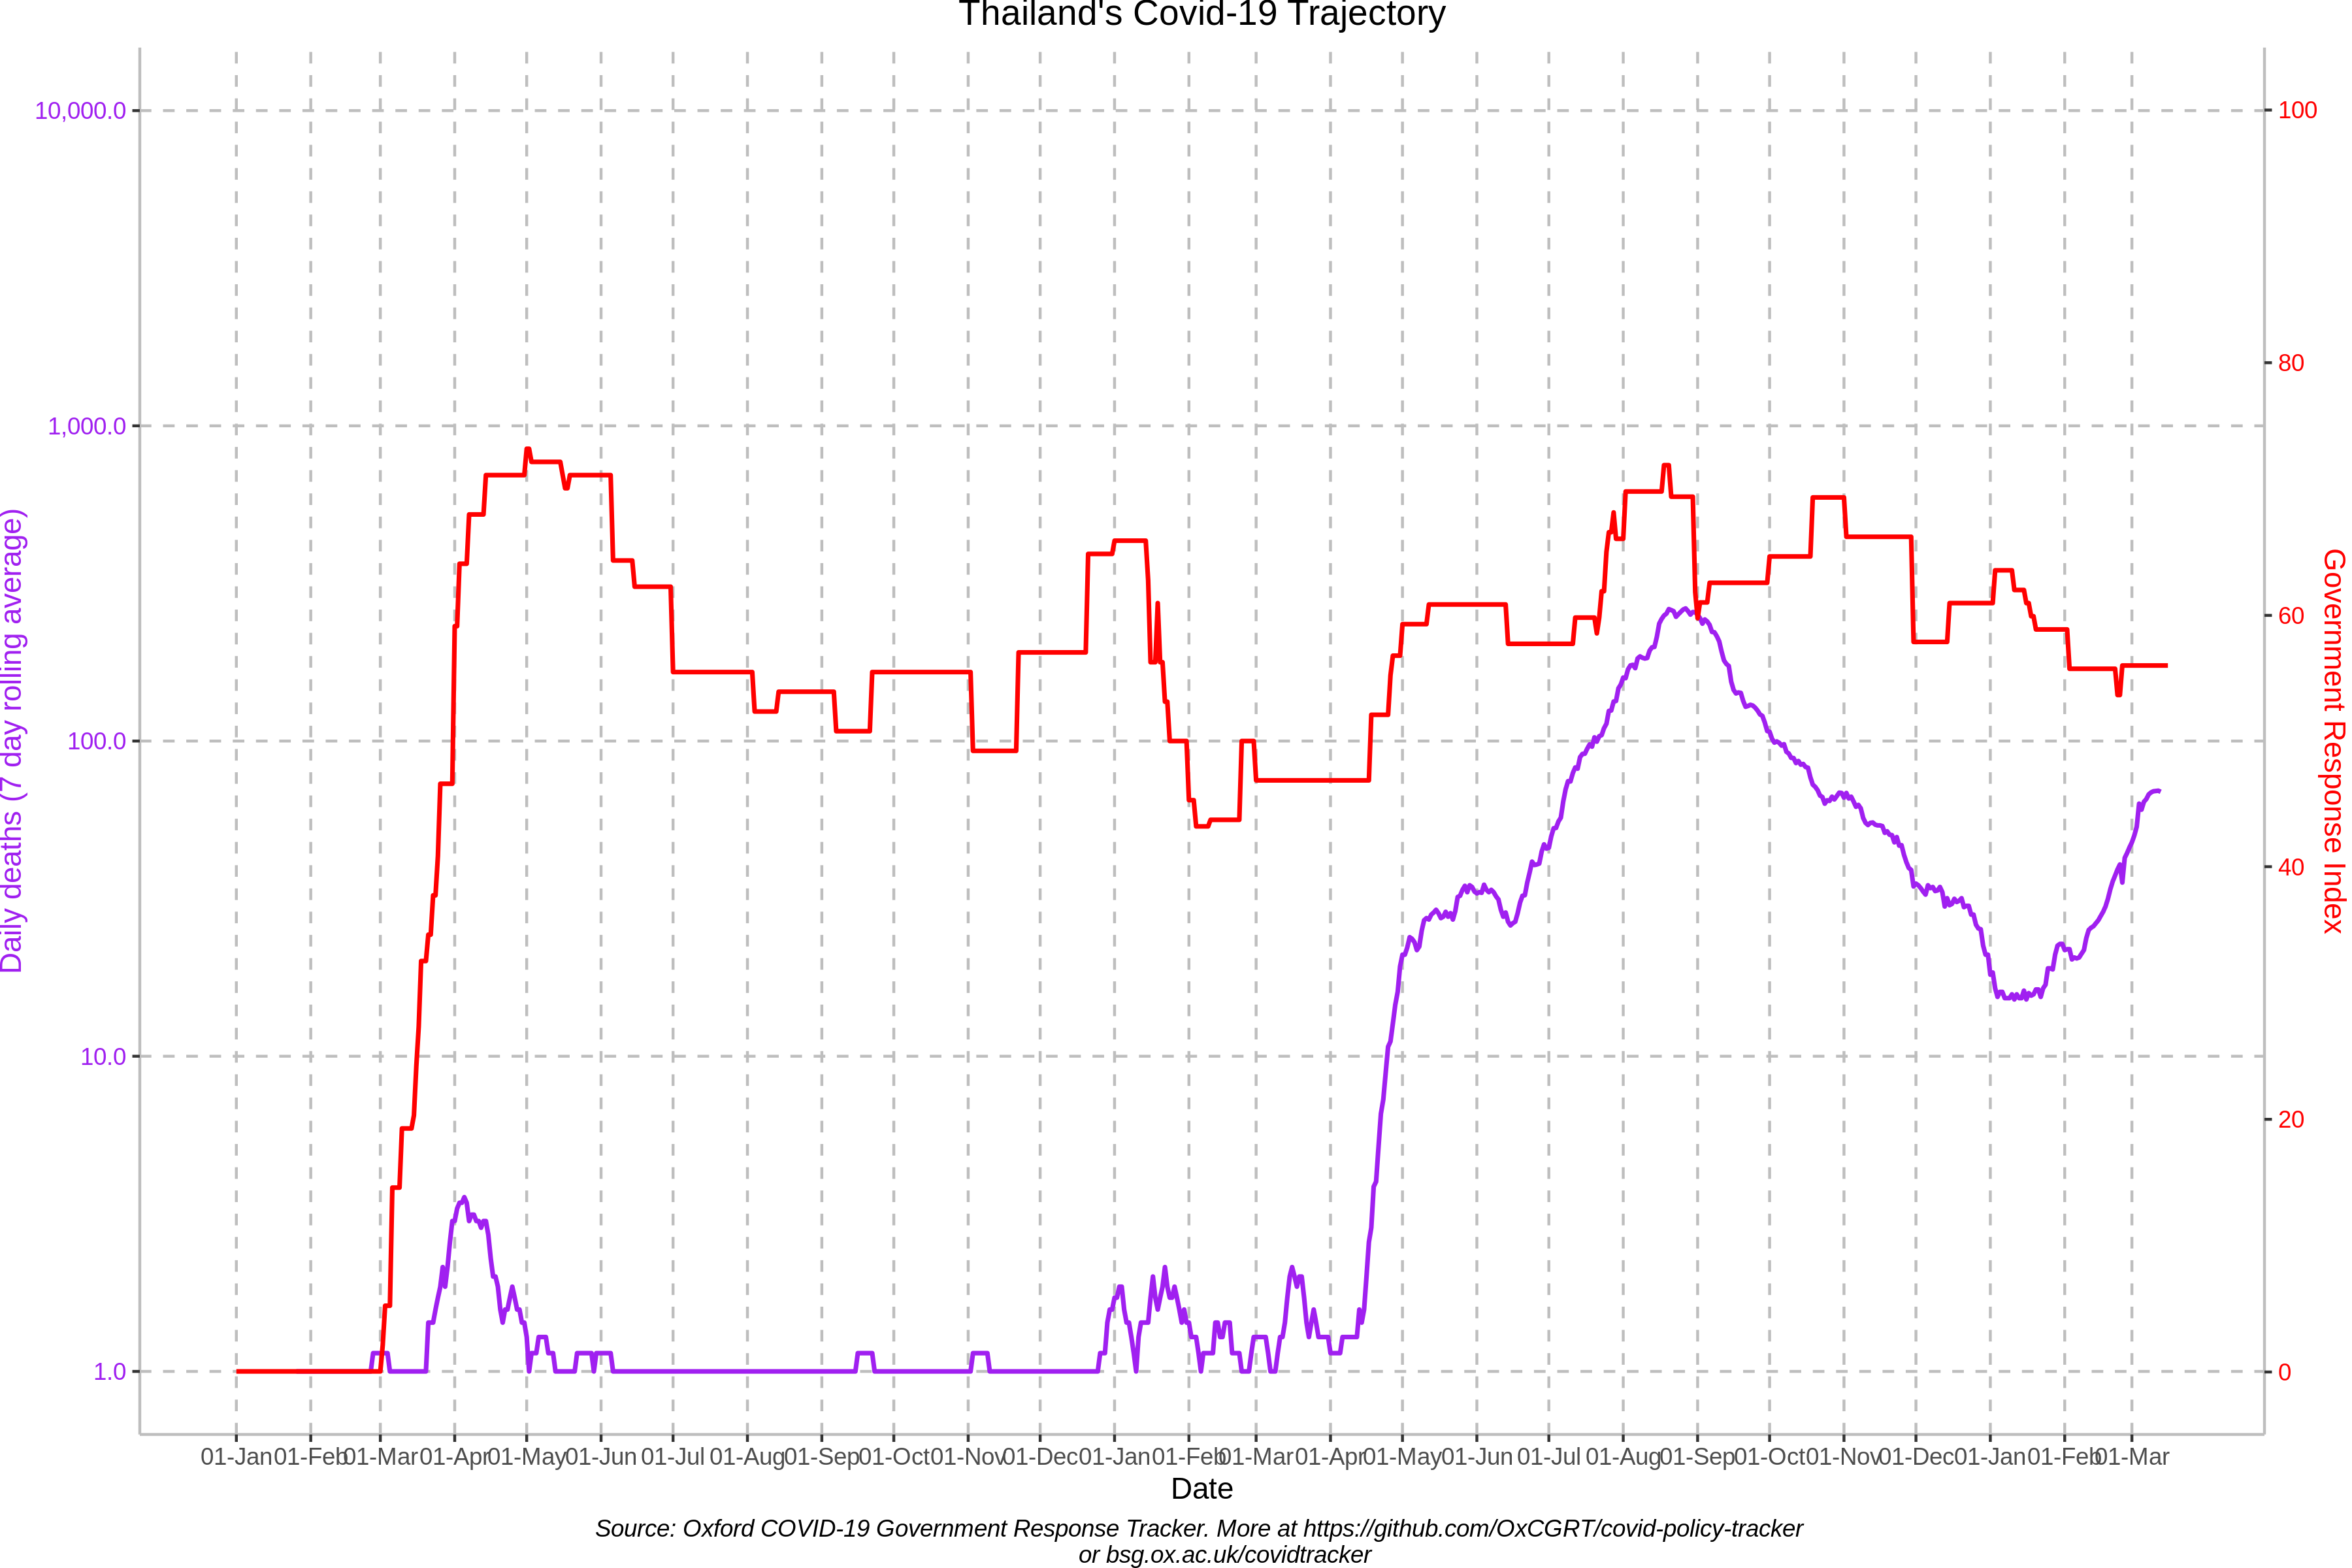 Thailand's Covid-19 Trajectory
10,000.0
1,000.0
100.0
10.0
1.0
Daily deaths (7 day rolling average)
100
80
60
40
20
0
Government Response Index
01-Jan 01-Feb 01-Mar 01-Apr 01-May 01-Jun 01-Jul 01-Aug 01-Sep 01-Oct 01-Nov 01-Dec 01-Jan 01-Feb 01-Mar 01-Apr 01-May 01-Jun 01-Jul 01-Aug 01-Sep 01-Oct 01-Nov 01-Dec 01-Jan 01-Feb 01-Mar
Date
Source: Oxford COVID-19 Government Response Tracker. More at https://github.com/OxCGRT/covid-policy-tracker
or bsg.ox.ac.uk/covidtracker